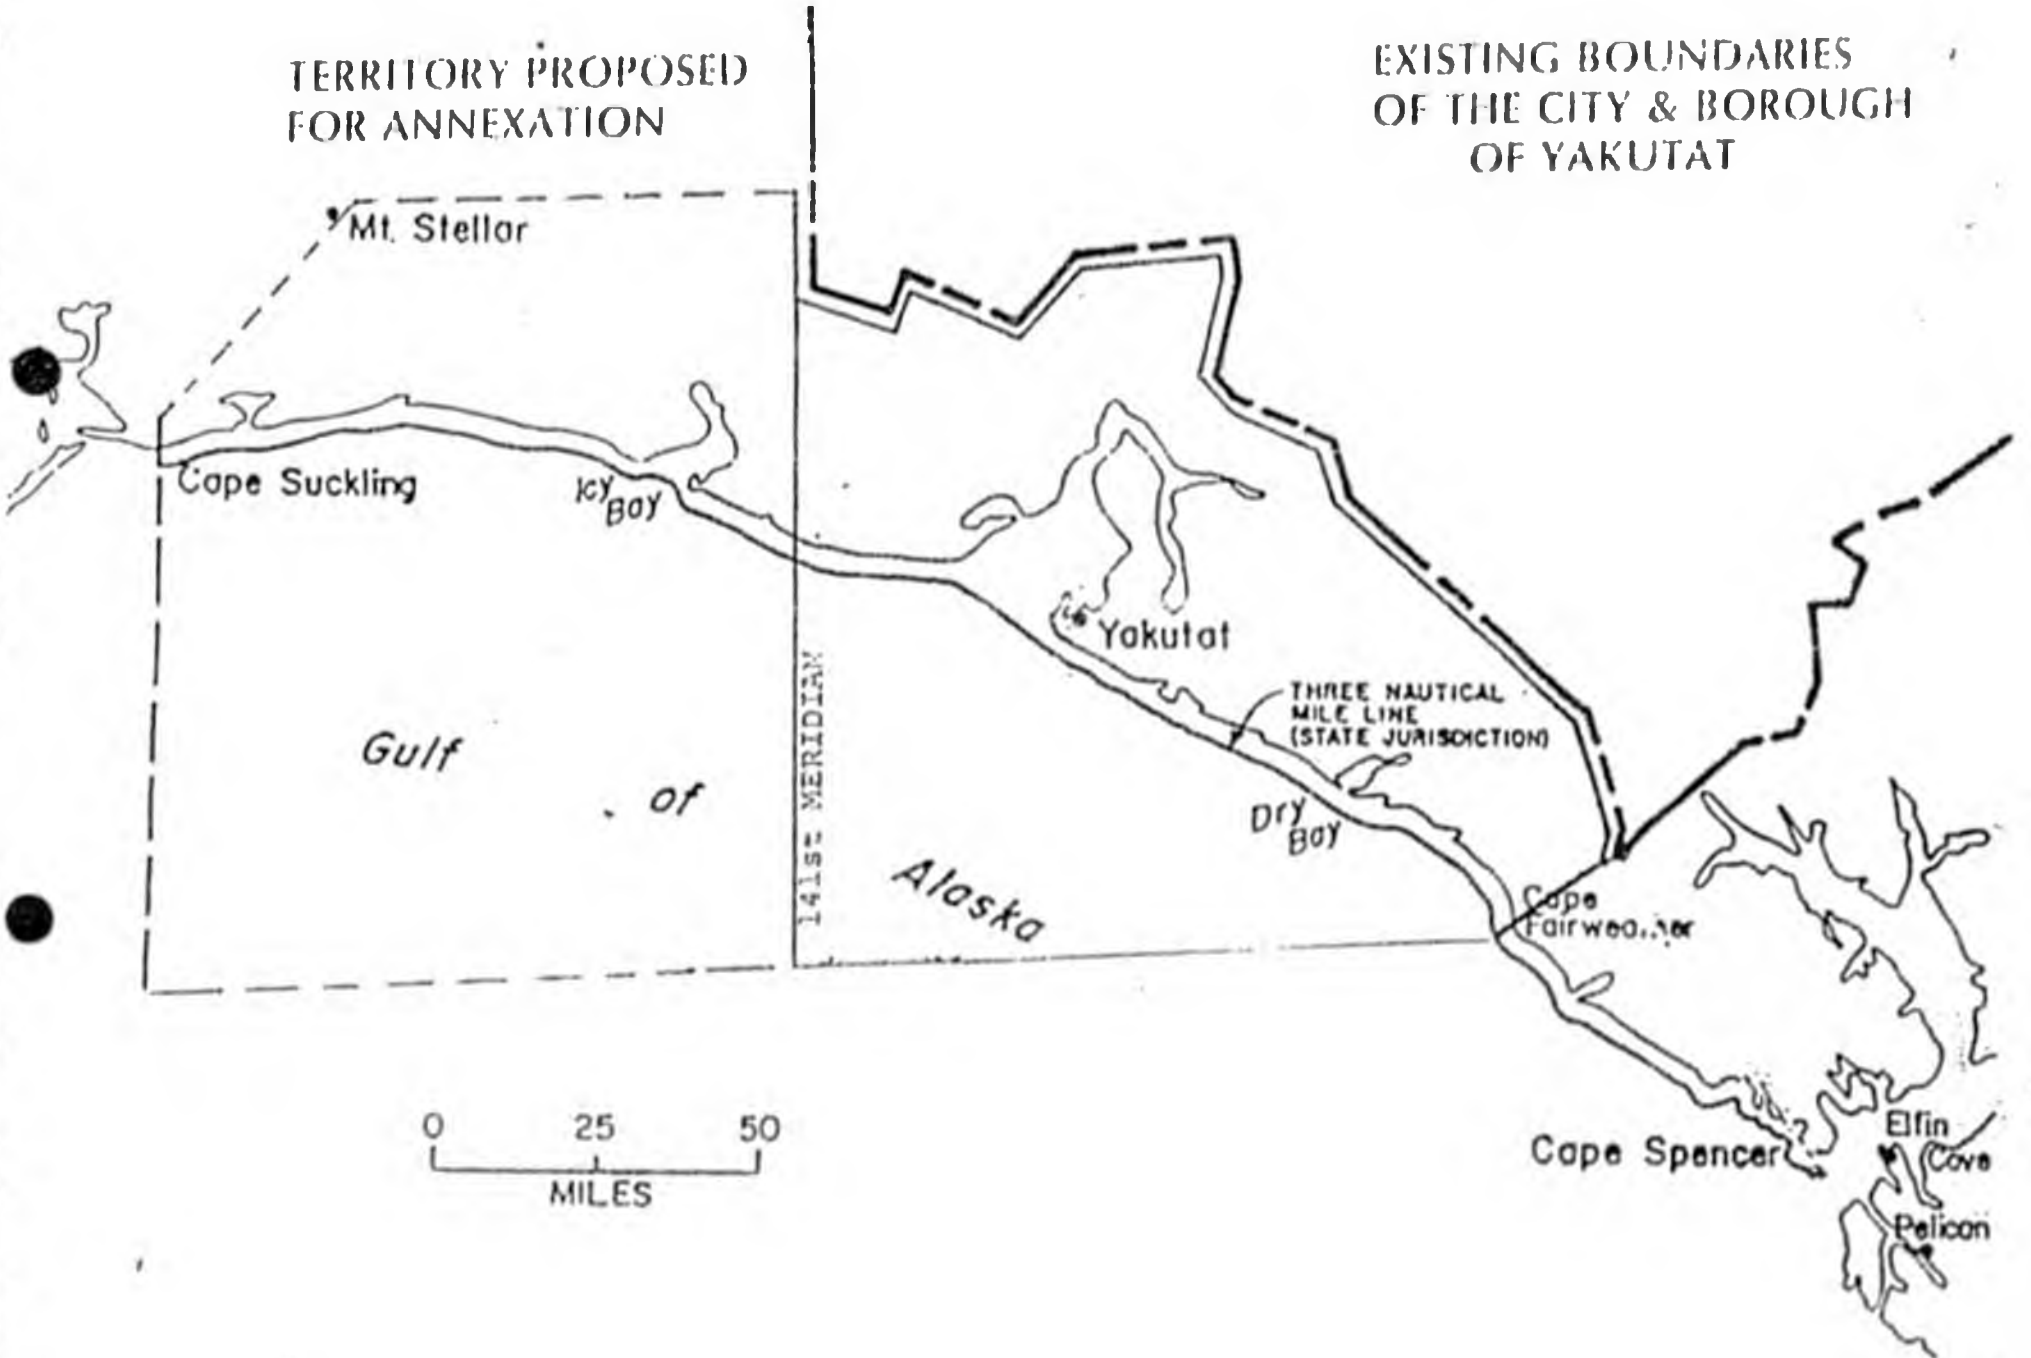 TERRITORY PROPOSED
FOR ANNEXATION
EXISTING BOUNDARIES
OF THE CITY & BOROUGH
OF YAKUTAT
Mt. Stellar
Cape Suckling
Icy
Bay
Yakutat
THREE NAUTICAL
MILE LINE
(STATE JURISDICTION)
141st MERIDIAN
Gulf
of
Alaska
Dry
Bay
Cape
0 25 50
MILES
Cape Spencer
Elfin
Cove
Pelican